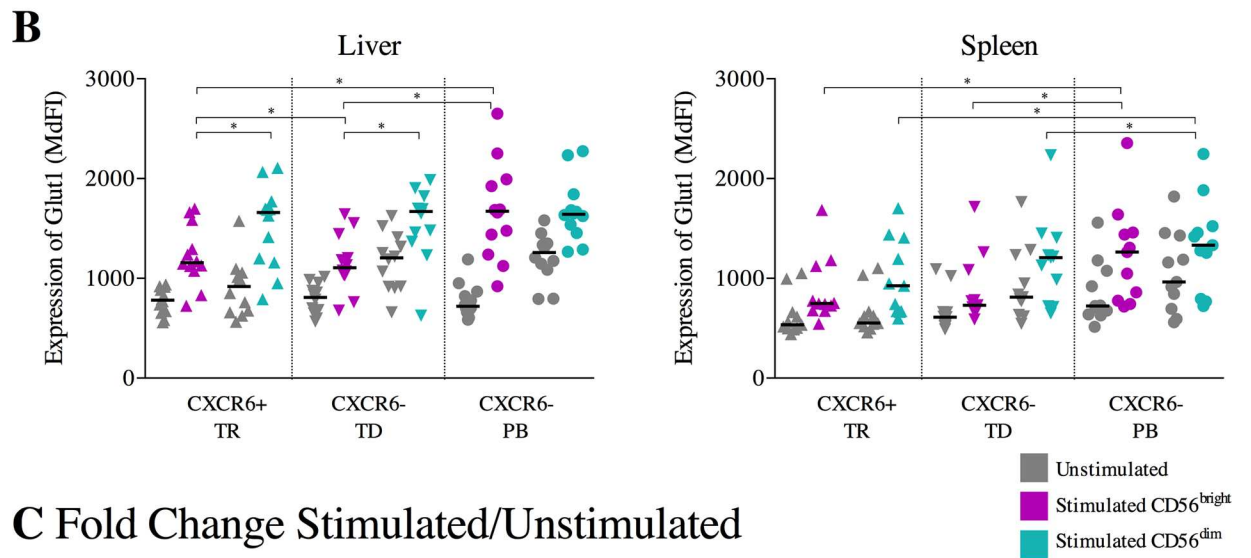 B
Liver
Spleen
Expression of Glut1 (MdFI)
3000
2000
1000
0
*
*
*
*
*
CXCR6+
TR
CXCR6-
TD
CXCR6-
PB
Expression of Glut1 (MdFI)
3000
2000
1000
0
*
*
*
*
CXCR6+
TR
CXCR6-
TD
CXCR6-
PB
Unstimulated
Stimulated CD56bright
Stimulated CD56dim
C Fold Change Stimulated/Unstimulated